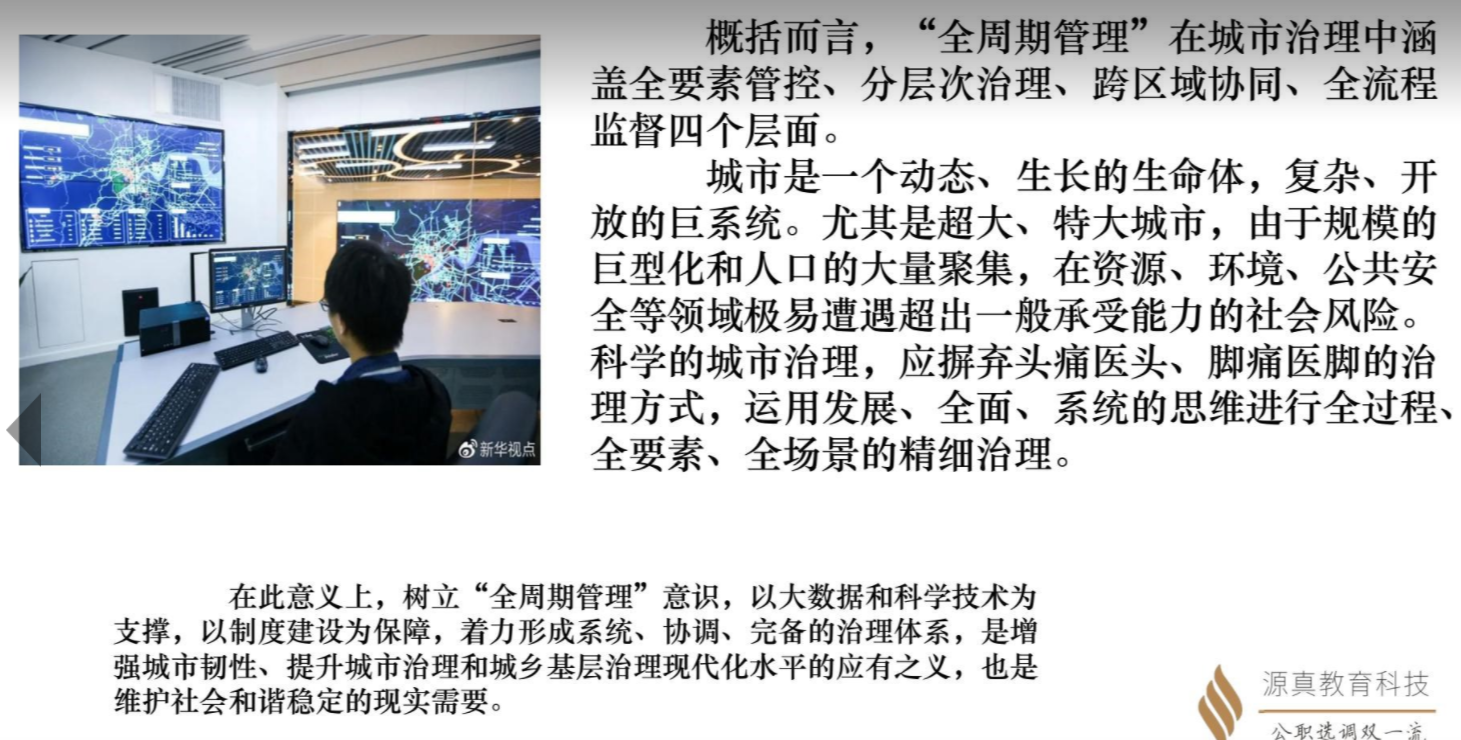 概括而言，“全周期管理”在城市治理中涵
盖全要素管控、分层次治理、跨区域协同、全流程
监督四个层面。
城市是一个动态、生长的生命体，复杂、开
放的巨系统。尤其是超大、特大城市，由于规模的
巨型化和人口的大量聚集，在资源、环境、公共安
全等领域极易遭遇超出一般承受能力的社会风险。
科学的城市治理，应摒弃头痛医头、脚痛医脚的治
理方式，运用发展、全面、系统的思维进行全过程、
全要素、全场景的精细治理。
新华视点
在此意义上，树立“全周期管理”意识，以大数据和科学技术为
支撑，以制度建设为保障，着力形成系统、协调、完备的治理体系，是增
强城市韧性、提升城市治理和城乡基层治理现代化水平的应有之义，也是
维护社会和谐稳定的现实需要。
源真教育科技
公职选调双一流